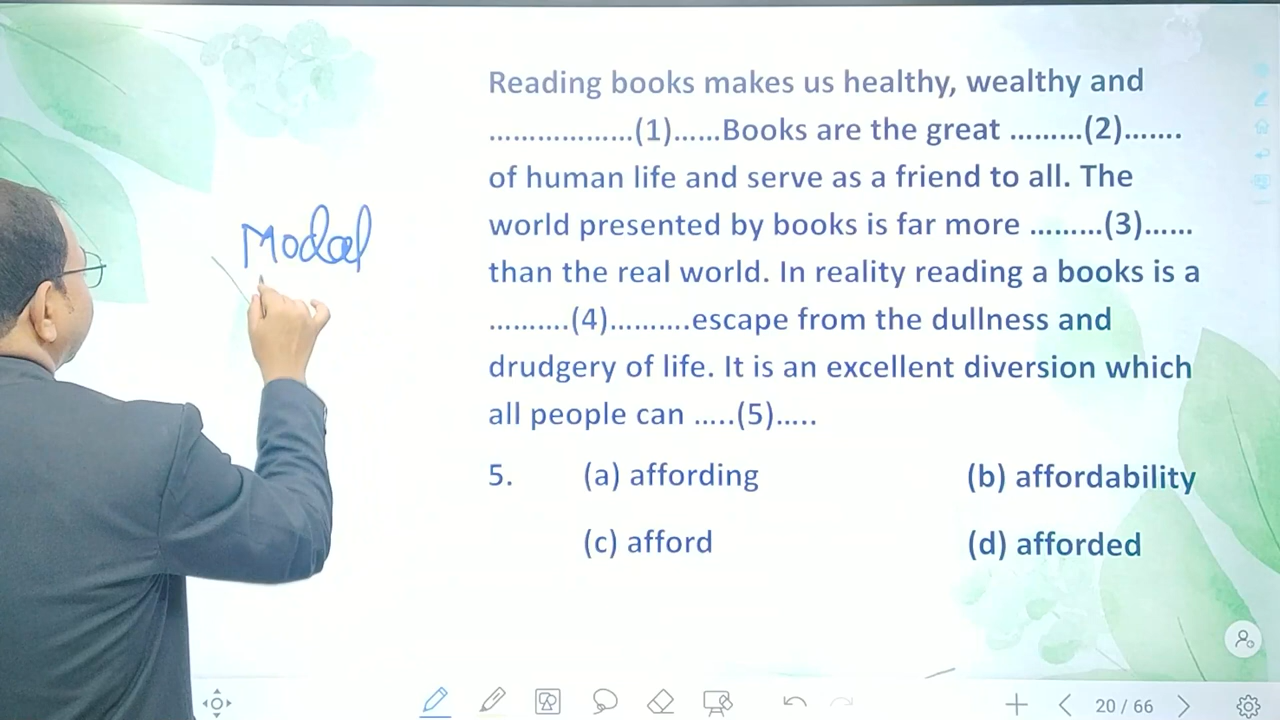 Reading books makes us healthy, wealthy and
………………(1)……Books are the great ………(2)…….
of human life and serve as a friend to all. The
world presented by books is far more ………(3)……
than the real world. In reality reading a books is a
……….(4)……….escape from the dullness and
drudgery of life. It is an excellent diversion which
all people can …..(5)…..
Modal
5. (a) affording (b) affordability
(c) afford (d) afforded
20 / 66